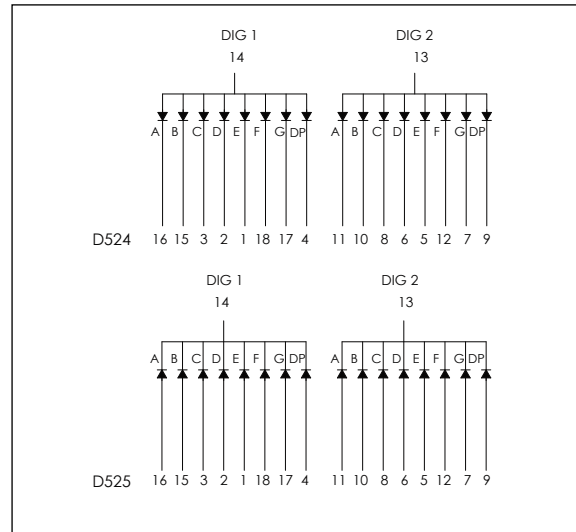 DIG 1 DIG 2
14 13
A B C D E F G DP A B C D E F G DP
D524 16 15 3 2 1 18 17 4 11 10 8 6 5 12 7 9
DIG 1 DIG 2
14 13
A B C D E F G DP A B C D E F G DP
D525 16 15 3 2 1 18 17 4 11 10 8 6 5 12 7 9